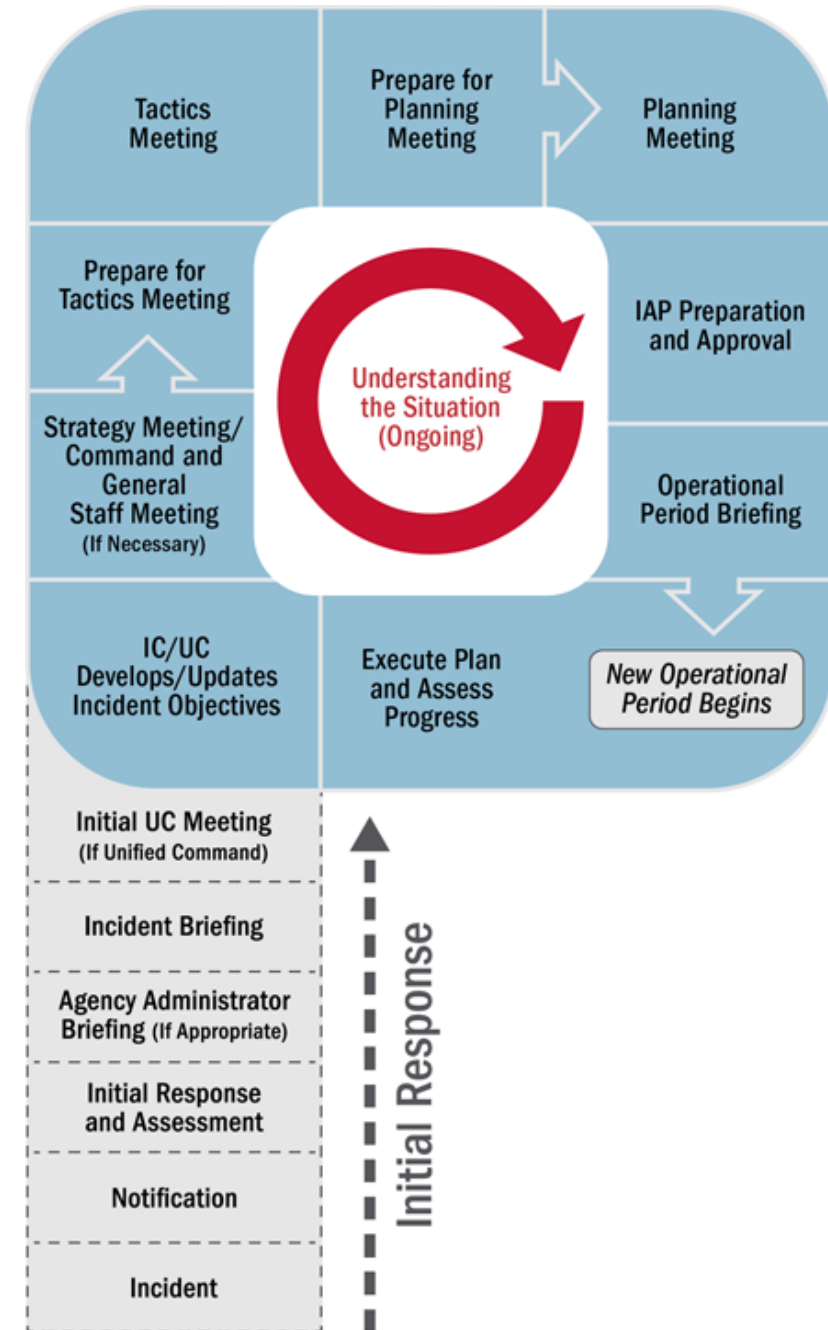 Tactics
Meeting
Prepare for
Planning
Meeting
Planning
Meeting
Prepare for
Tactics Meeting
IAP Preparation
and Approval
Understanding
the Situation
(Ongoing)
Strategy Meeting/
Command and
General
Staff Meeting
(If Necessary)
Operational
Period Briefing
IC/UC
Develops/Updates
Incident Objectives
Execute Plan
and Assess
Progress
New Operational
Period Begins
Initial UC Meeting
(If Unified Command)
Incident Briefing
Agency Administrator
Briefing (If Appropriate)
Initial Response
and Assessment
Notification
Incident
Initial Response